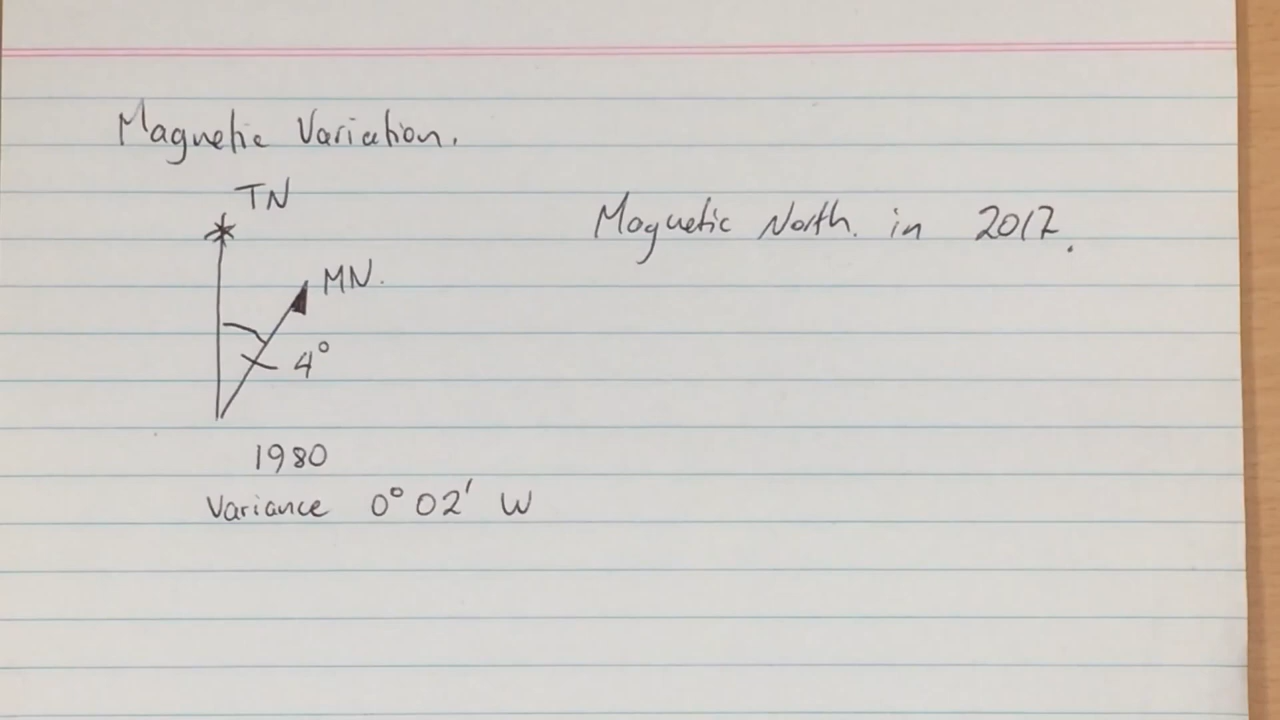 Magnetic Variation.
TN
Magnetic North. in 2017.
MN.
4°
1980
Variance 0° 02' W